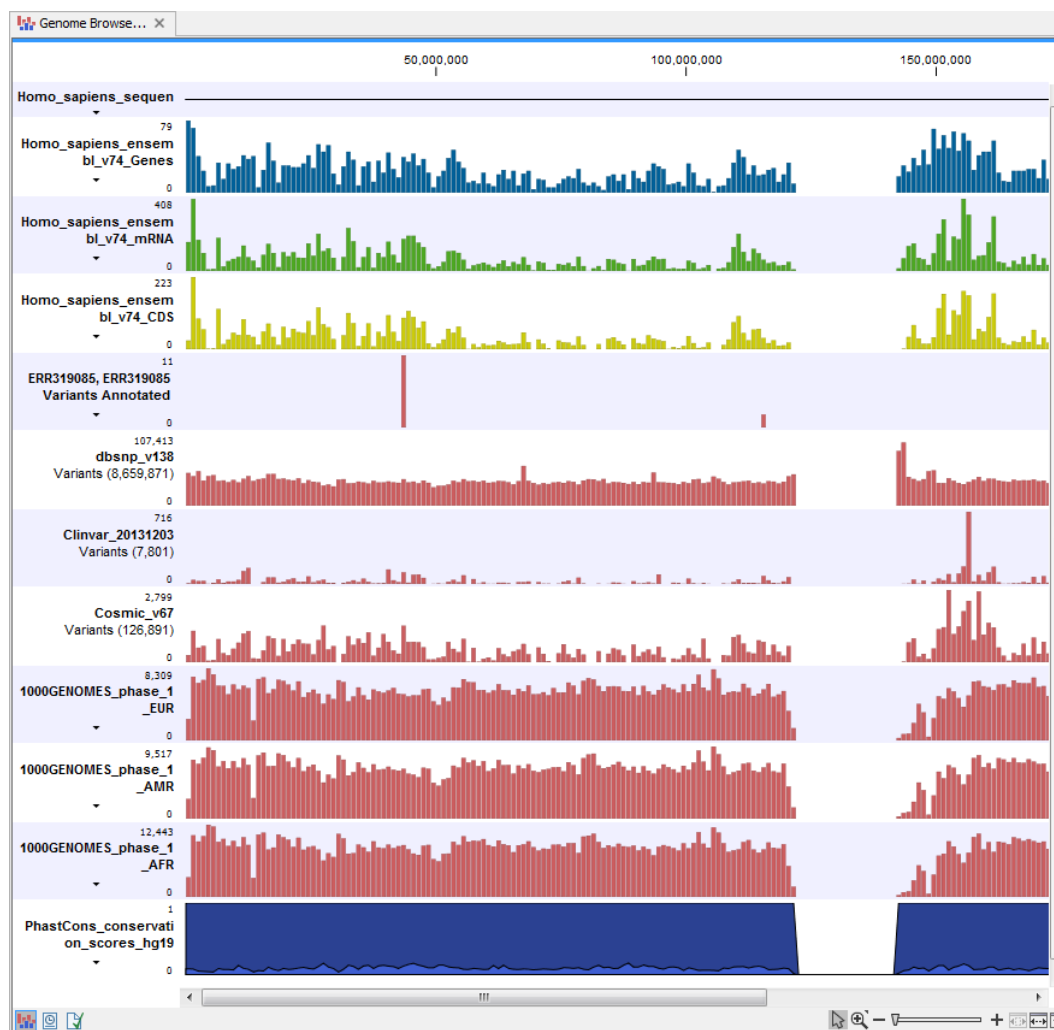 Genome Browse...
50,000,000 100,000,000 150,000,000
Homo_sapiens_sequen
79
Homo_sapiens_ensem
bl_v74_Genes
0
408
Homo_sapiens_ensem
bl_v74_mRNA
0
223
Homo_sapiens_ensem
bl_v74_CDS
0
11
ERR319085, ERR319085
Variants Annotated
0
107,413
dbsnp_v138
Variants (8,659,871)
0
716
Clinvar_20131203
Variants (7,801)
0
2,799
Cosmic_v67
Variants (126,891)
0
8,309
1000GENOMES_phase_1
_EUR
0
9,517
1000GENOMES_phase_1
_AMR
0
12,443
1000GENOMES_phase_1
_AFR
0
1
PhastCons_conservati
on_scores_hg19
0